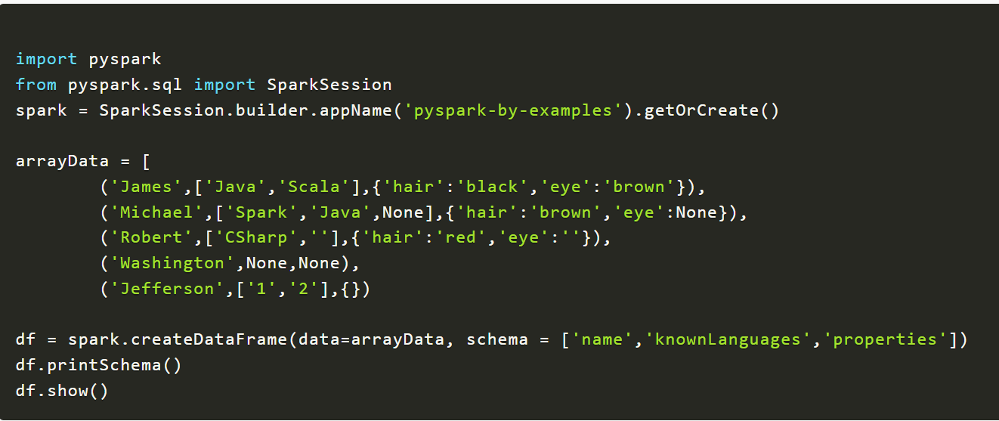 import pyspark
from pyspark.sql import SparkSession
spark = SparkSession.builder.appName('pyspark-by-examples').getOrCreate()

arrayData = [
        ('James',['Java','Scala'],{'hair':'black','eye':'brown'}),
        ('Michael',['Spark','Java',None],{'hair':'brown','eye':None}),
        ('Robert',['CSharp',''],{'hair':'red','eye':''}),
        ('Washington',None,None),
        ('Jefferson',['1','2'],{})

df = spark.createDataFrame(data=arrayData, schema = ['name','knownLanguages','properties'])
df.printSchema()
df.show()